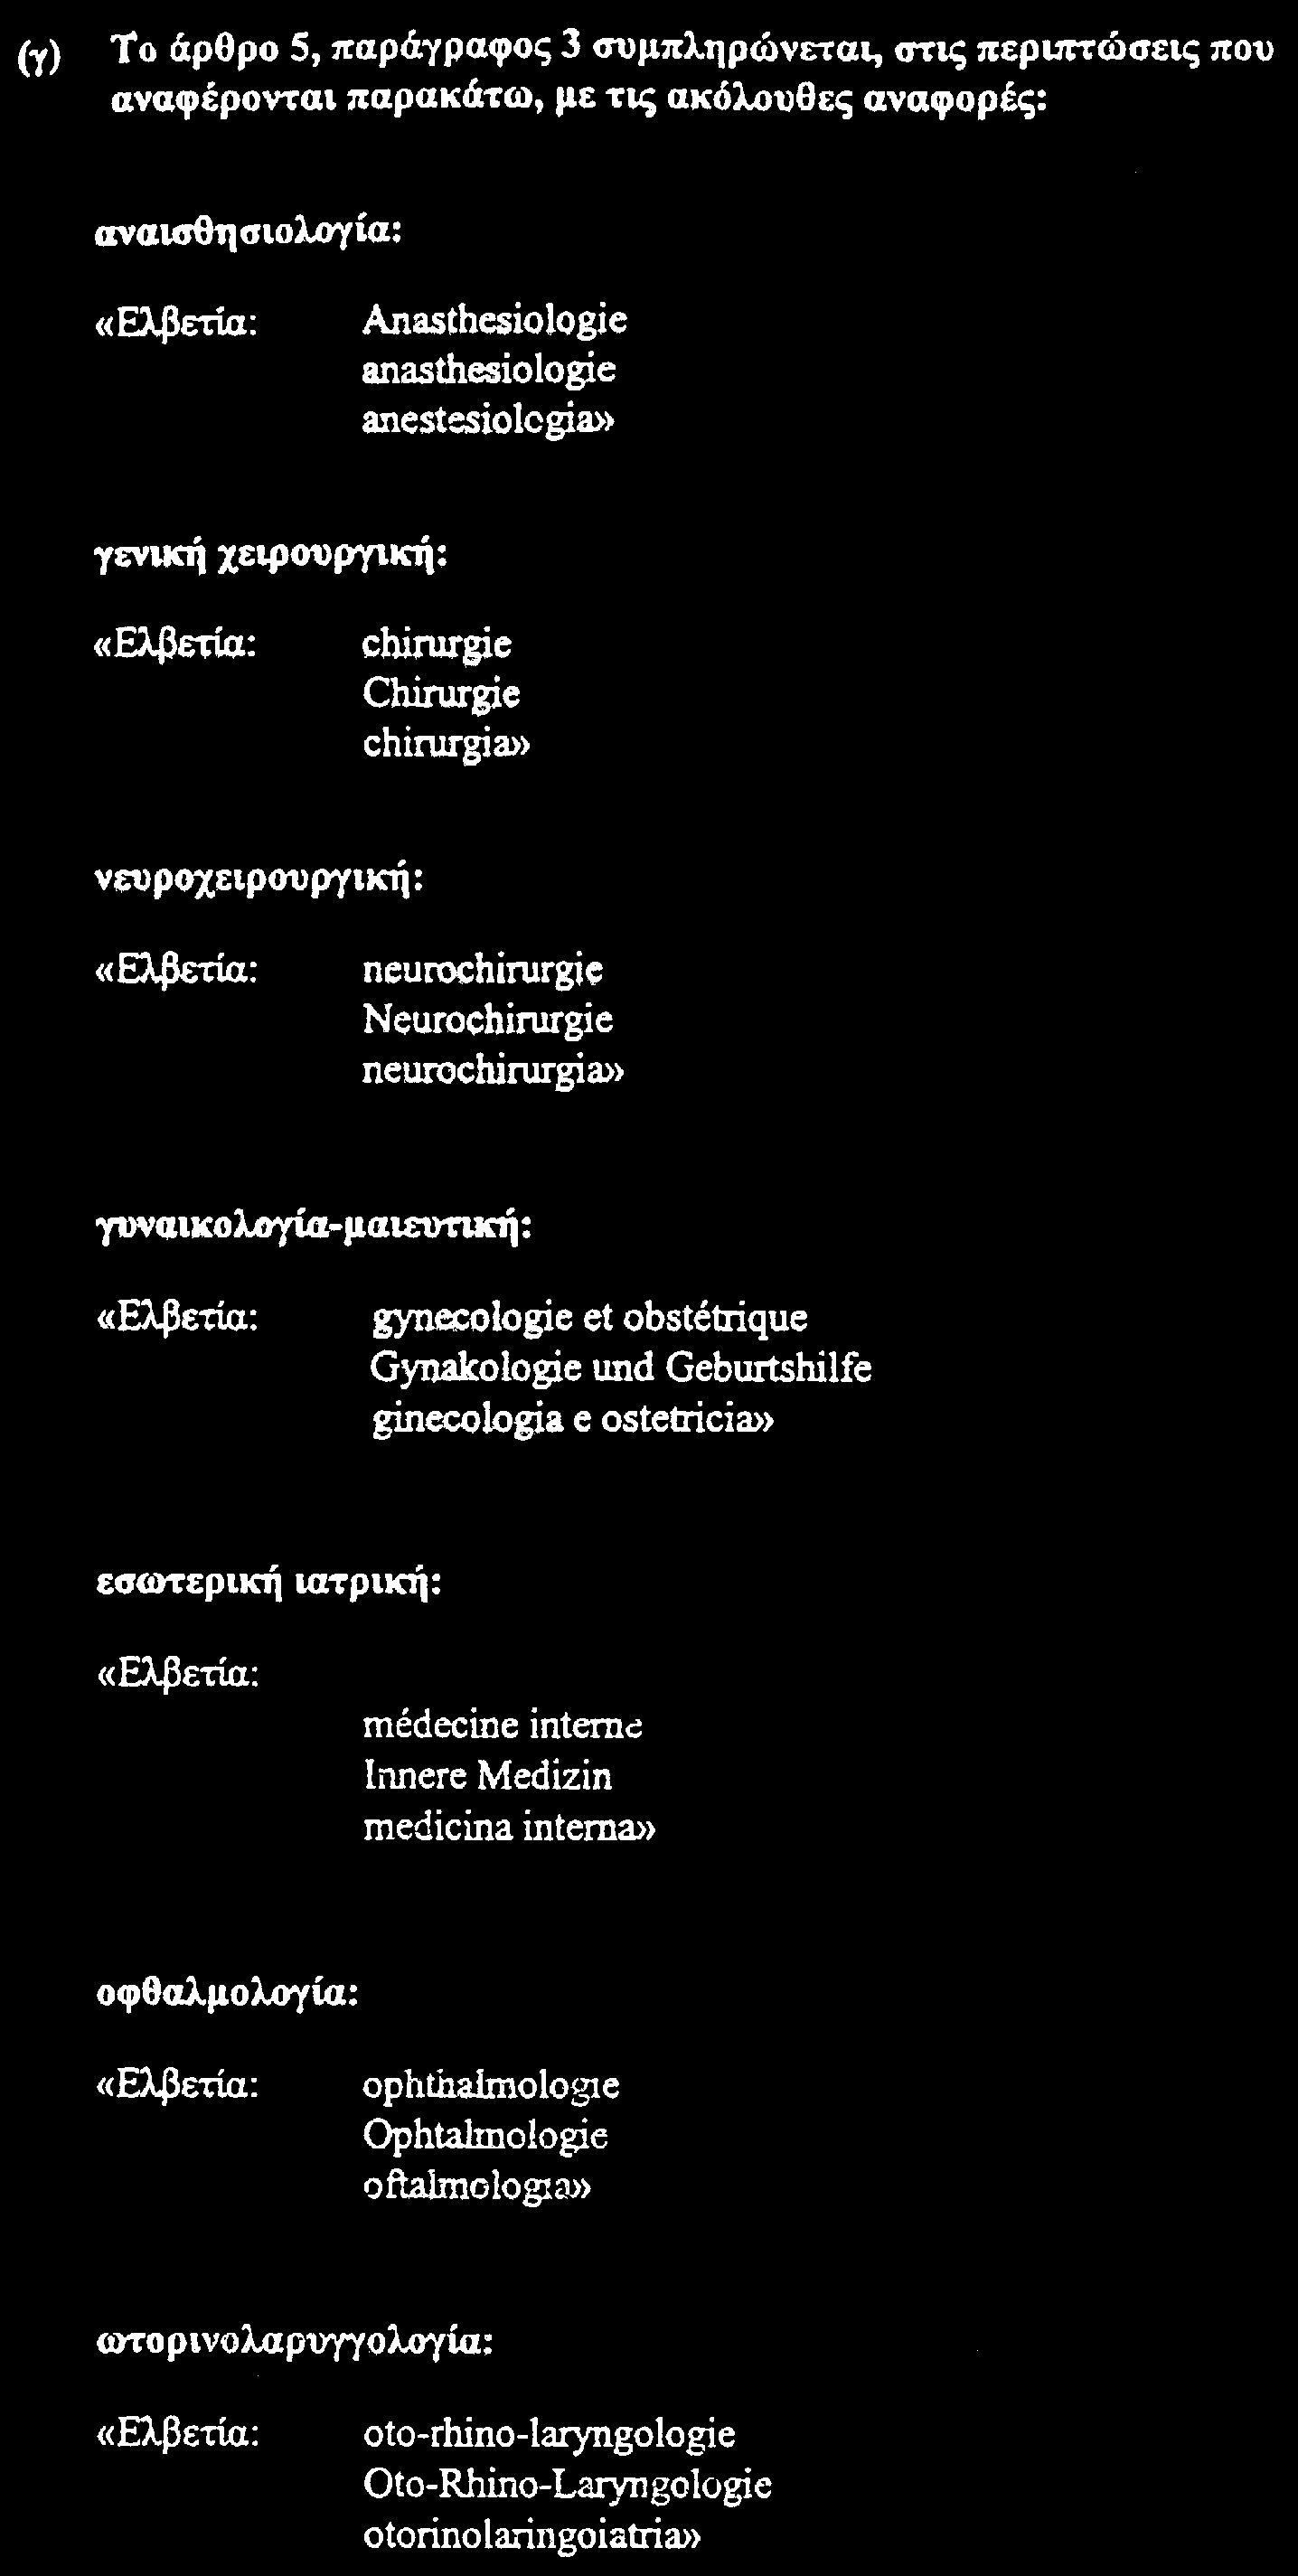 (γ) Το άρθρο 5, παράγραφος 3 συμπληρώνεται, στις περιπτώσεις που
αναφέρονται παρακάτω, με τις ακόλουθες αναφορές:
αναισθησιολογία:
«Ελβετία: Anasthesiologie
anasthesiologie
anestesiologia»
γενική χειρουργική:
«Ελβετία: chirurgie
Chirurgie
chirurgia»
νευροχειρουργική:
«Ελβετία: neurochirurgie
Neurochirurgie
neurochirurgia»
γυναικολογία-μαιευτική:
«Ελβετία: gynecologie et obstétrique
Gynakologie und Geburtshilfe
ginecologia e ostetricia»
εσωτερική ιατρική:
«Ελβετία:
médecine interne
Innere Medizin
medicina interna»
οφθαλμολογία:
«Ελβετία: ophthalmologie
Ophtalmologie
oftalmologia»
ωτορινολαρυγγολογία:
«Ελβετία: oto-rhino-laryngologie
Oto-Rhino-Laryngologie
otorinolaringoiatria»